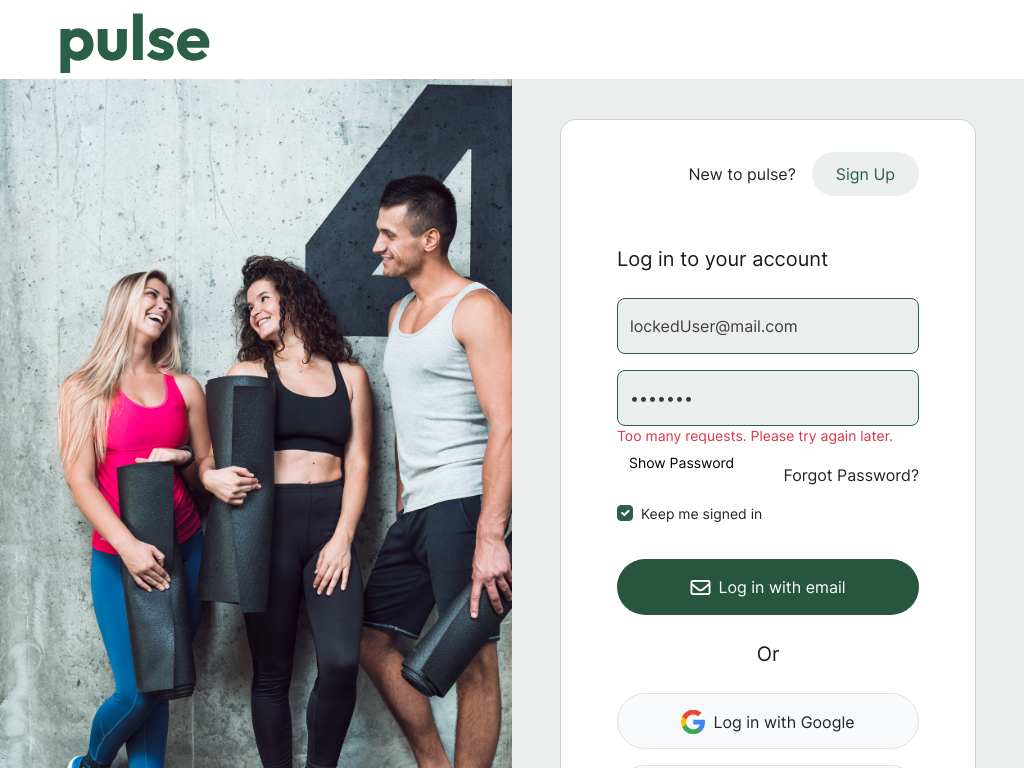 pulse
New to pulse? Sign Up
Log in to your account
lockedUser@mail.com
•••••••
Too many requests. Please try again later.
Show Password
Forgot Password?
Keep me signed in
Log in with email
Or
Log in with Google
4